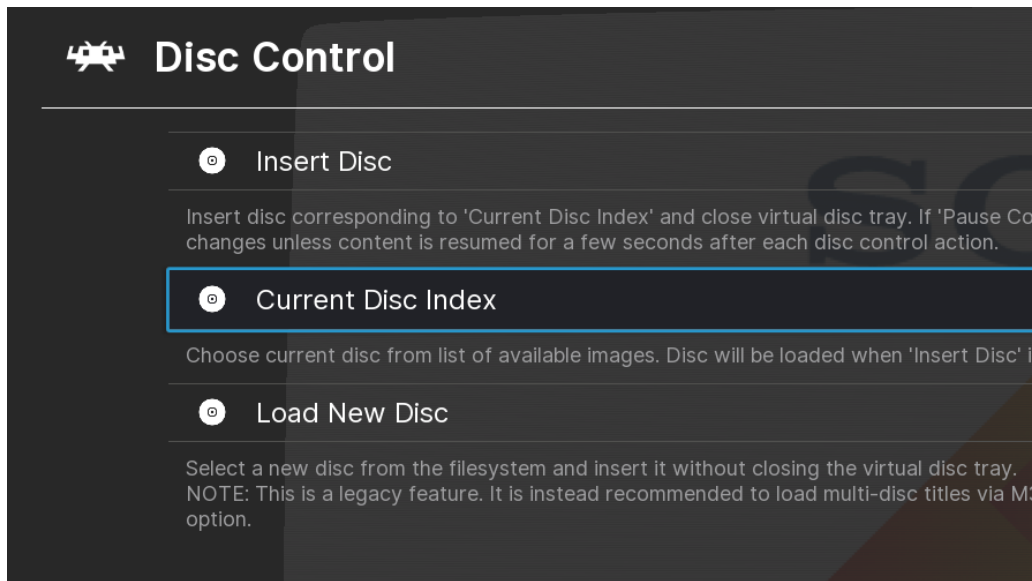 Disc Control
Insert Disc
Insert disc corresponding to 'Current Disc Index' and close virtual disc tray. If 'Pause Co
changes unless content is resumed for a few seconds after each disc control action.
Current Disc Index
Choose current disc from list of available images. Disc will be loaded when 'Insert Disc' i
Load New Disc
Select a new disc from the filesystem and insert it without closing the virtual disc tray.
NOTE: This is a legacy feature. It is instead recommended to load multi-disc titles via M3
option.